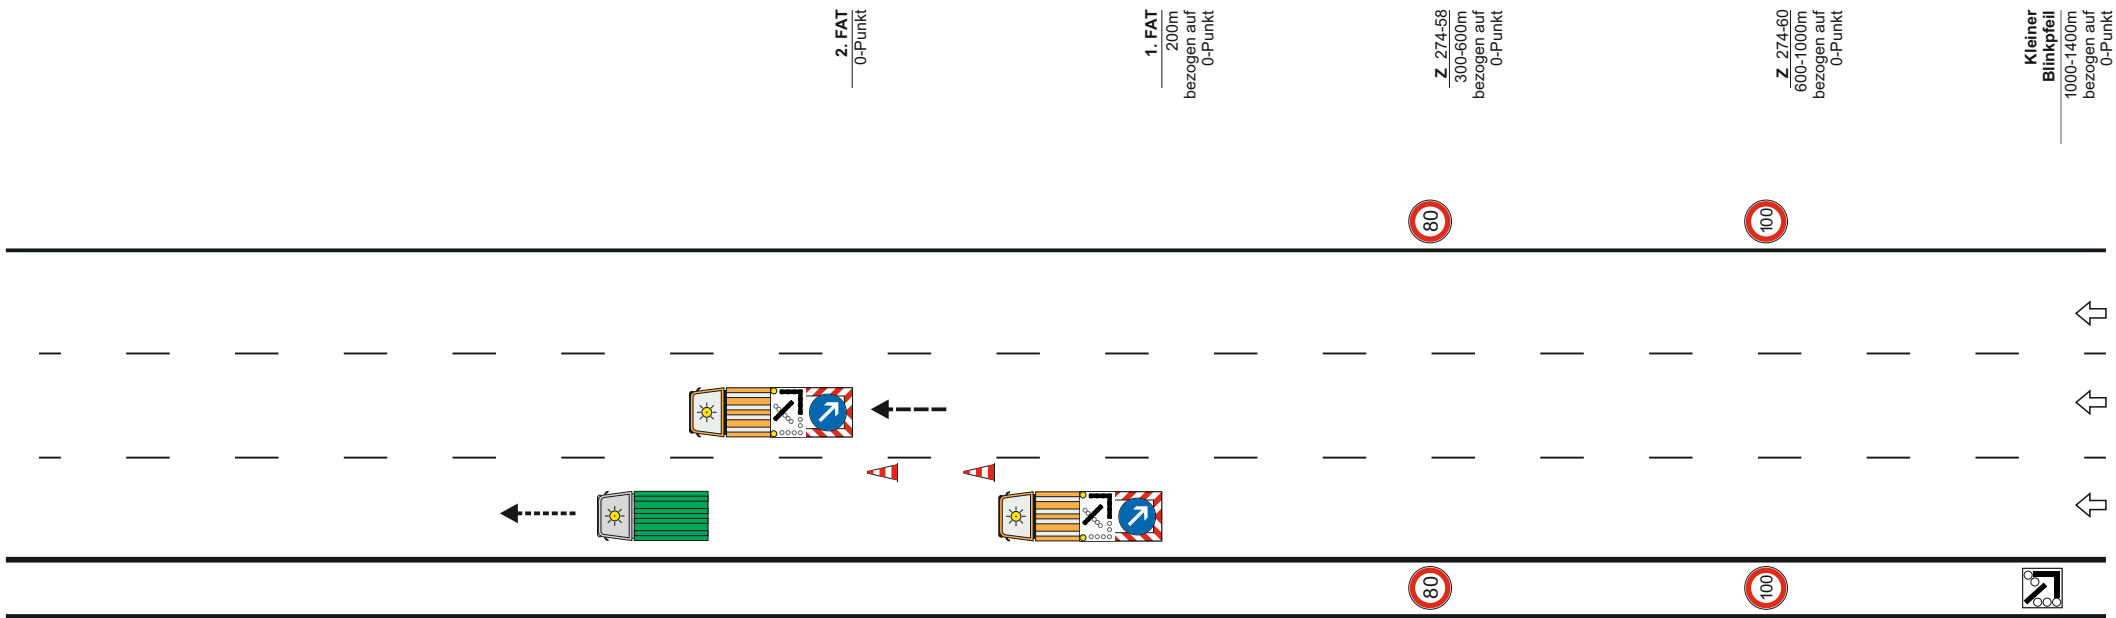 2. FAT
0-Punkt
1. FAT
200m
bezogen auf
0-Punkt
Z 274-58
300-600m
bezogen auf
0-Punkt
Z 274-60
600-1000m
bezogen auf
0-Punkt
Kleiner
Blinkpfeil
1000-1400m
bezogen auf
0-Punkt
80
100
80
100